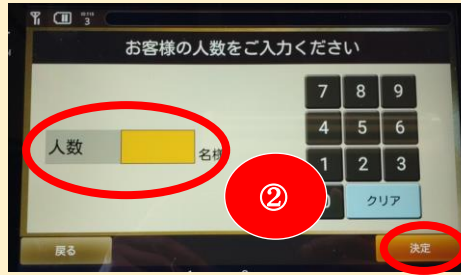 3
お客様の人数をご入力ください
7 8 9
4 5 6
人数 名様
1 2 3
②
クリア
戻る 決定